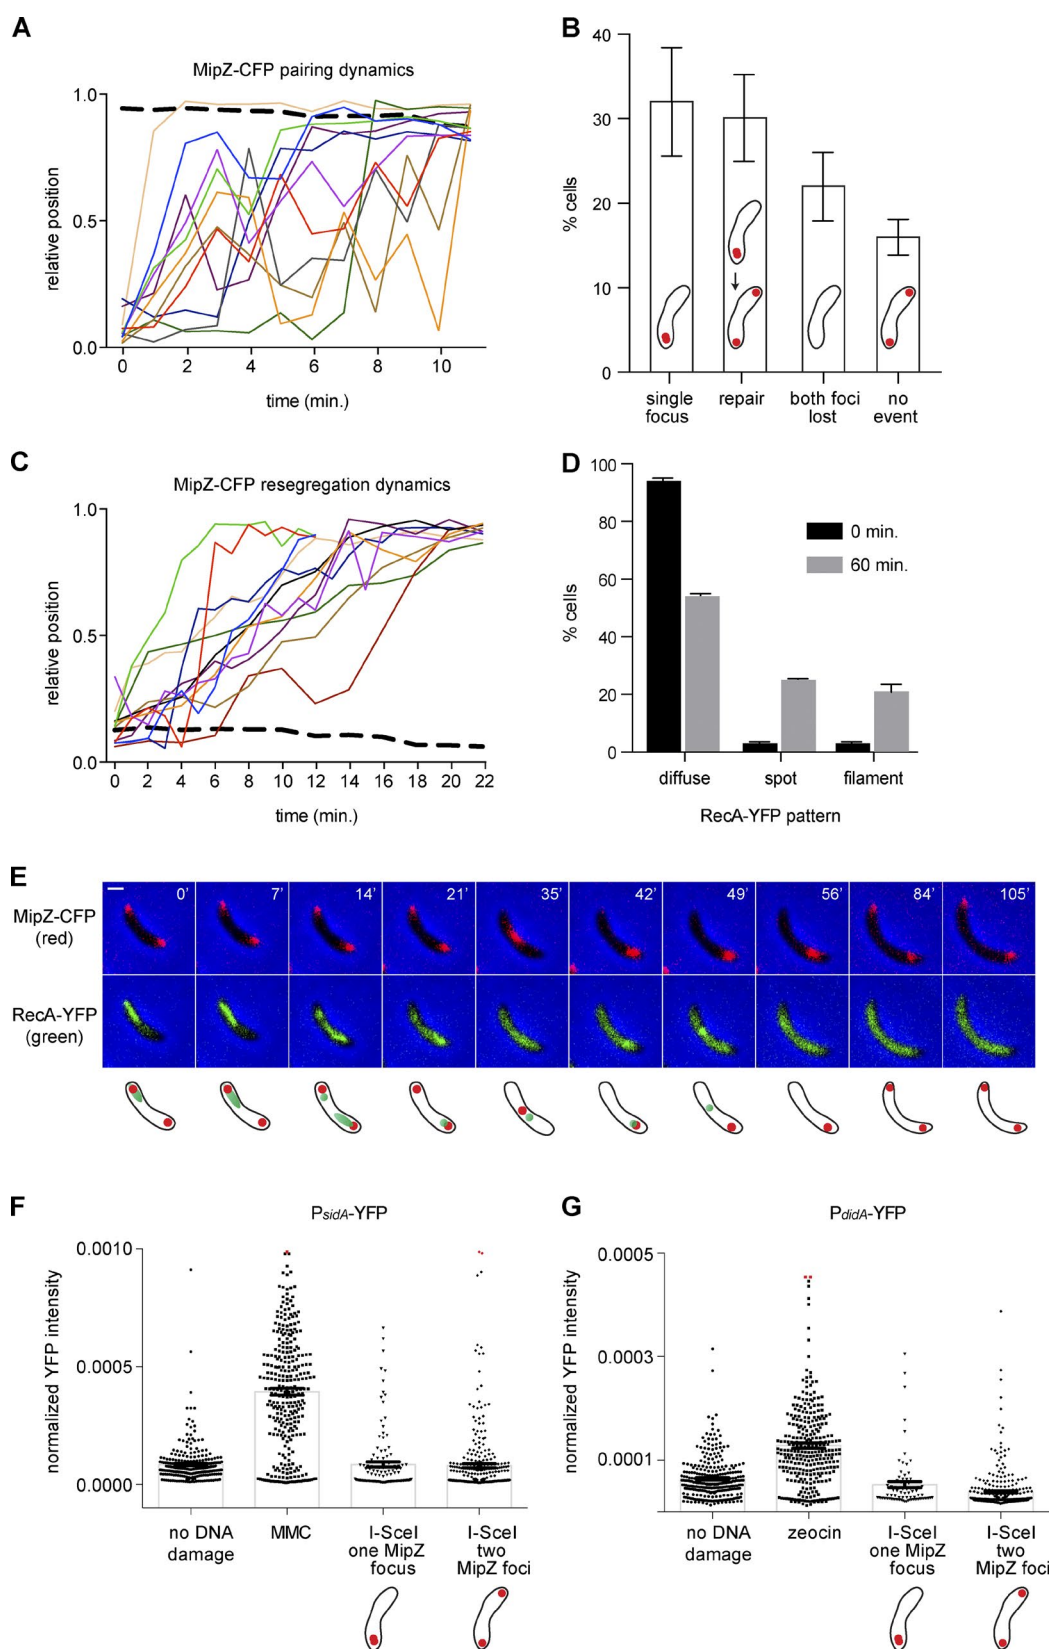 A
MipZ-CFP pairing dynamics
1.0
0.5
0.0
relative position
0 2 4 6 8 10
time (min.)
B
40
30
20
10
0
% cells
single focus
repair
both foci lost
no event
C
MipZ-CFP resegregation dynamics
1.0
0.5
0.0
relative position
0 2 4 6 8 10 12 14 16 18 20 22
time (min.)
D
100
80
60
40
20
0
% cells
0 min.
60 min.
diffuse spot filament
RecA-YFP pattern
E
MipZ-CFP
(red)
0' 7' 14' 21' 35' 42' 49' 56' 84' 105'
RecA-YFP
(green)
F
PsidA-YFP
0.0010
0.0005
0.0000
normalized YFP intensity
no DNA
damage
MMC
I-SceI
one MipZ
focus
I-SceI
two
MipZ foci
G
PdidA-YFP
0.0005
0.0003
0.0001
normalized YFP intensity
no DNA
damage
zeocin
I-SceI
one MipZ
focus
I-SceI
two
MipZ foci